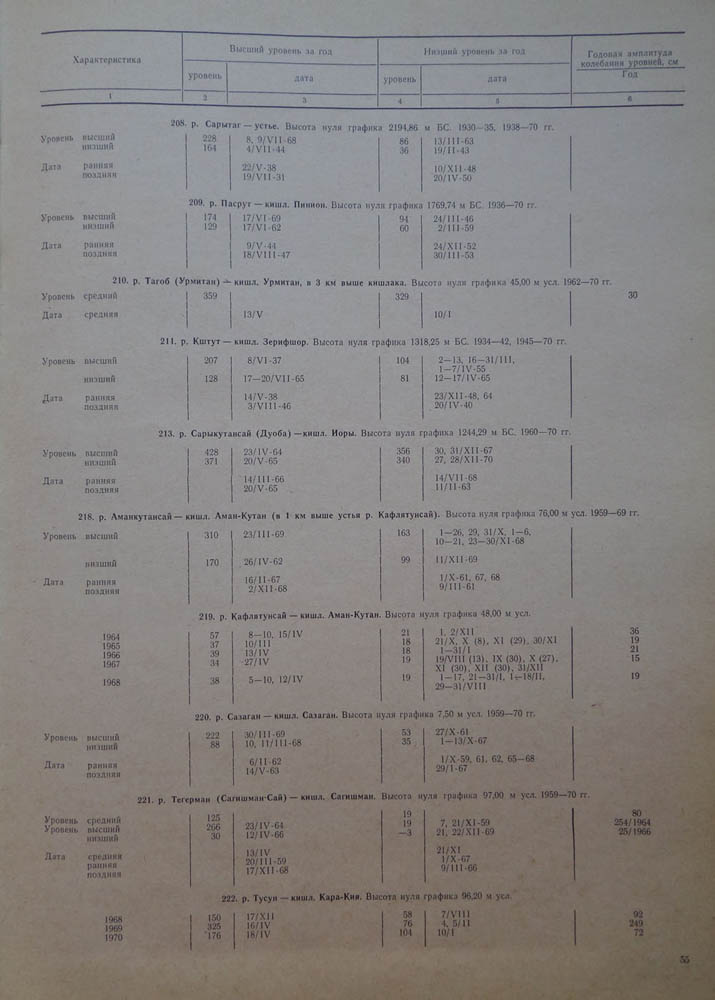 Характеристика | Высший уровень за год | Низший уровень за год | Годовая амплитуда колебания уровней, см
уровень | дата | уровень | дата | Год
1 | 2 | 3 | 4 | 5 | 6
208. р. Сарытаг — устье. Высота нуля графика 2194,86 м БС. 1930—35, 1938—70 гг.
Уровень высший 228 8, 9/VII-68 86 13/III-63
низший 164 4/VII-44 36 19/II-43
Дата ранняя 22/V-38 10/XII-48
поздняя 19/VII-31 20/IV-50
209. р. Пасруг — кишл. Пиннон. Высота нуля графика 1769,74 м БС. 1936—70 гг.
Уровень высший 174 17/VI-69 94 24/III-46
низший 129 17/VI-62 60 2/III-59
Дата ранняя 9/V-44 24/XII-52
поздняя 18/VIII-47 30/III-53
210. р. Тагоб (Урмитан) — кишл. Урмитан, в 3 км выше кишлака. Высота нуля графика 45,00 м усл. 1962—70 гг.
Уровень средний 359 329 30
Дата средняя 13/V 10/I
211. р. Кштут — кишл. Зерифшор. Высота нуля графика 1318,25 м БС. 1934—42, 1945—70 гг.
Уровень высший 207 8/VI-37 104 2—13, 16—31/III,
1—7/IV-55
низший 128 17—20/VII-65 81 12—17/IV-65
Дата ранняя 14/V-38 23/XII-48, 64
поздняя 3/VIII-46 20/IV-40
213. р. Сарыкутансай (Дуоба) — кишл. Иоры. Высота нуля графика 1244,29 м БС. 1960—70 гг.
Уровень высший 428 23/IV-64 356 30, 31/XII-67
низший 371 20/V-65 340 27, 28/XII-70
Дата ранняя 14/III-66 14/VII-68
поздняя 20/V-65 11/II-63
218. р. Аманкутансай — кишл. Аман-Кутан (в 1 км выше устья р. Кафлятунсай). Высота нуля графика 76,00 м усл. 1959—69 гг.
Уровень высший 310 23/III-69 163 1—26, 29, 31/X, 1—6,
10—21, 23—30/XI-68
низший 170 26/IV-62 99 11/XII-69
Дата ранняя 16/II-67 1/X-61, 67, 68
поздняя 2/XII-68 9/III-61
219. р. Кафлятунсай — кишл. Аман-Кутан. Высота нуля графика 48,00 м усл.
1964 57 8—10, 15/IV 21 1, 2/XII 36
1965 37 10/III 18 21/X, X (8), XI (29), 30/XI 19
1966 39 13/IV 18 1—31/I 21
1967 34 27/IV 19 19/VIII (13), IX (30), X (27), 15
XI (30), XII (30), 31/XII
1968 38 5—10, 12/IV 19 1—17, 21—31/I, 1—18/II, 19
29—31/VIII
220. р. Сазаган — кишл. Сазаган. Высота нуля графика 7,50 м усл. 1959—70 гг.
Уровень высший 222 30/III-69 53 27/X-61
низший 88 10, 11/III-68 35 1—13/X-67
Дата ранняя 6/II-62 1/X-59, 61, 62, 65—68
поздняя 14/V-63 29/I-67
221. р. Тегерман (Сагишман-Сай) — кишл. Сагишман. Высота нуля графика 97,00 м усл. 1959—70 гг.
Уровень средний 125 19 80
Уровень высший 266 23/IV-64 19 7, 21/XI-59 254/1964
низший 30 12/IV-66 —3 21, 22/XII-69 25/1966
Дата средняя 13/IV 21/XI
ранняя 20/III-59 1/X-67
поздняя 17/XII-68 9/III-66
222. р. Тусун — кишл. Кара-Кия. Высота нуля графика 96,20 м усл.
1968 150 17/XII 58 7/VIII 92
1969 325 16/IV 76 4, 5/II 249
1970 176 18/IV 104 10/I 72
55